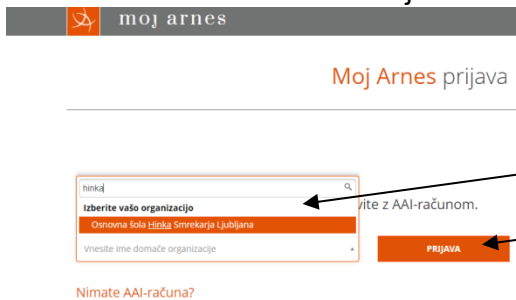 moj arnes
Moj Arnes prijava
hinka
Izberite vašo organizacijo
Osnovna šola Hinka Smrekarja Ljubljana
vite z AAI-računom.
Vnesite ime domače organizacije
PRIJAVA
Nimate AAI-računa?